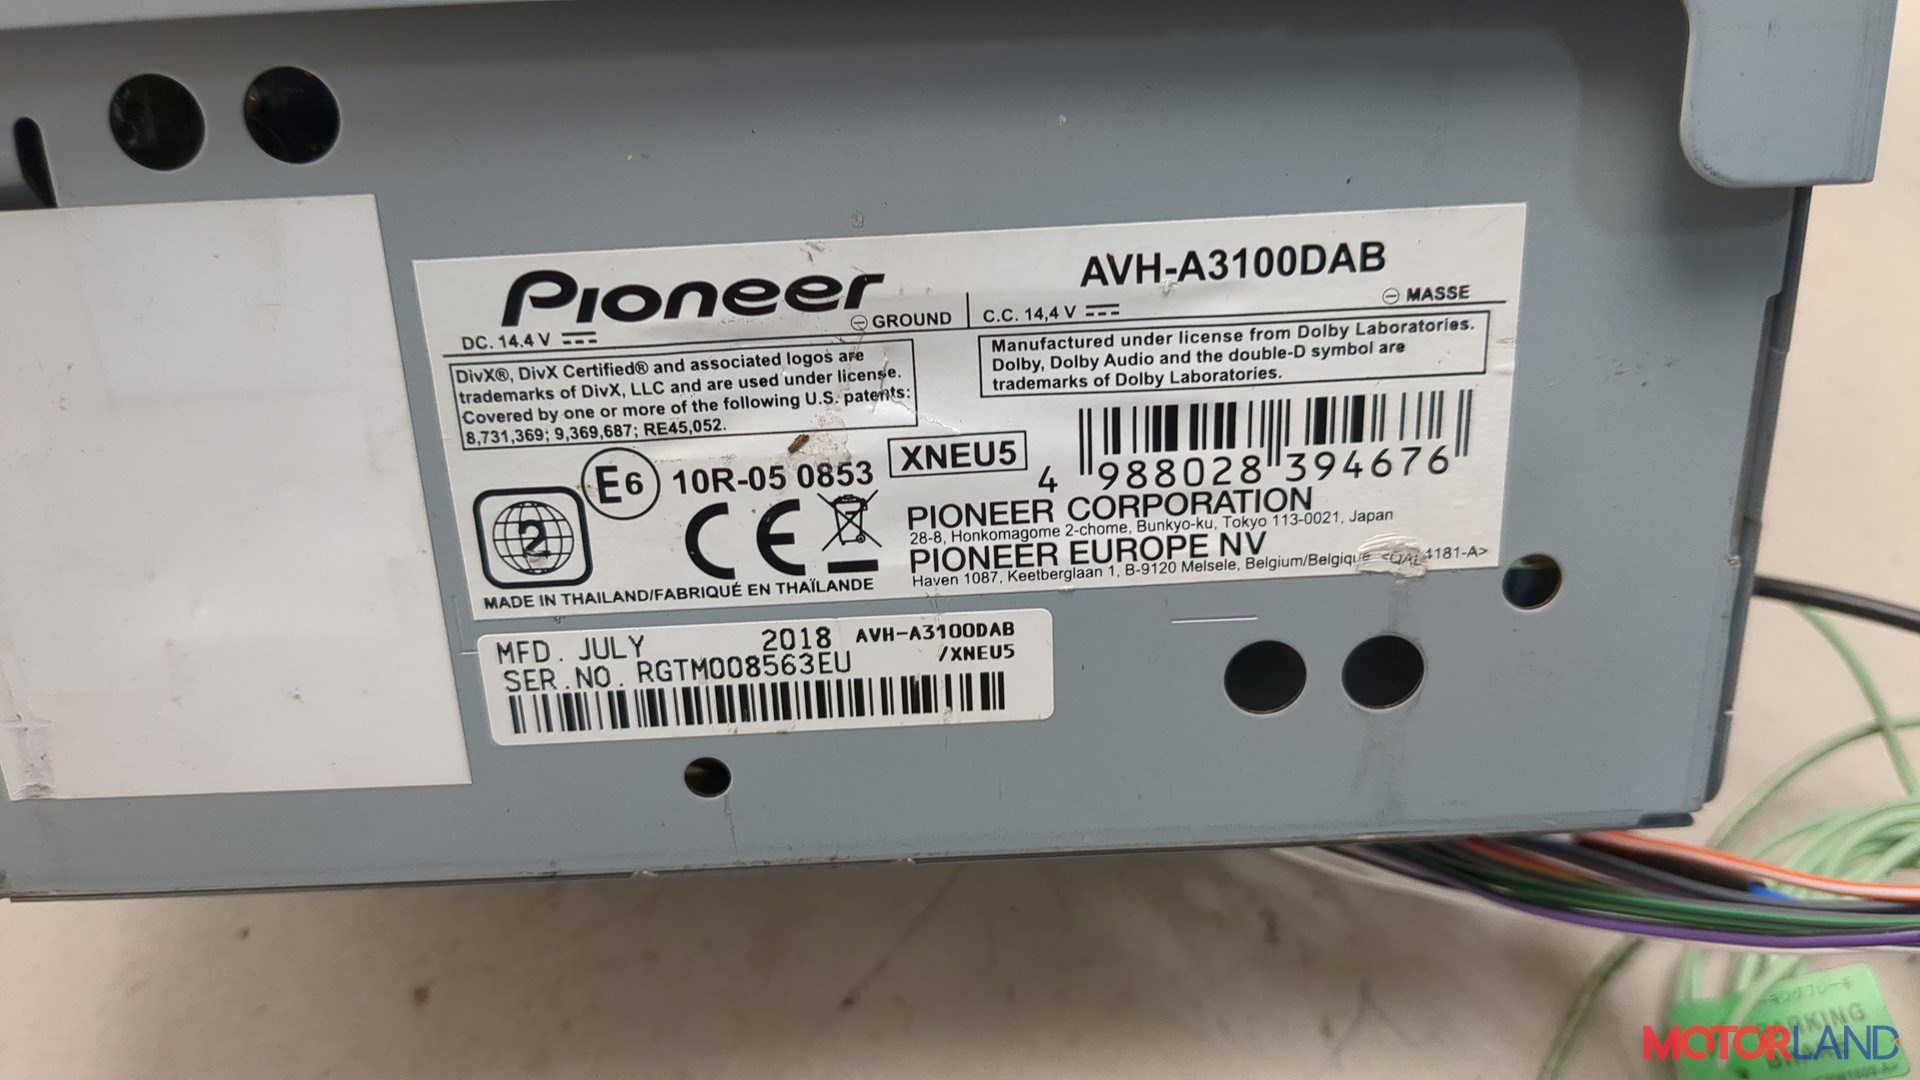 Pioneer
AVH-A3100DAB
DC. 14.4 V
GROUND
C.C. 14,4 V
MASSE
DivX®, DivX Certified® and associated logos are
trademarks of DivX, LLC and are used under license.
Covered by one or more of the following U.S. patents:
8,731,369; 9,369,687; RE45,052.
Manufactured under license from Dolby Laboratories.
Dolby, Dolby Audio and the double-D symbol are
trademarks of Dolby Laboratories.
E6 10R-05 0853
XNEU5
4 988028 394676
2
CE
PIONEER CORPORATION
28-8, Honkomagome 2-chome, Bunkyo-ku, Tokyo 113-0021, Japan
PIONEER EUROPE NV
Haven 1087, Keetberglaan 1, B-9120 Melsele, Belgium/Belgique
MADE IN THAILAND/FABRIQUÉ EN THAÏLANDE
MFD. JULY 2018 AVH-A3100DAB
/XNEU5
SER.NO. RGTM008563EU
PARKING
MOTORLAND